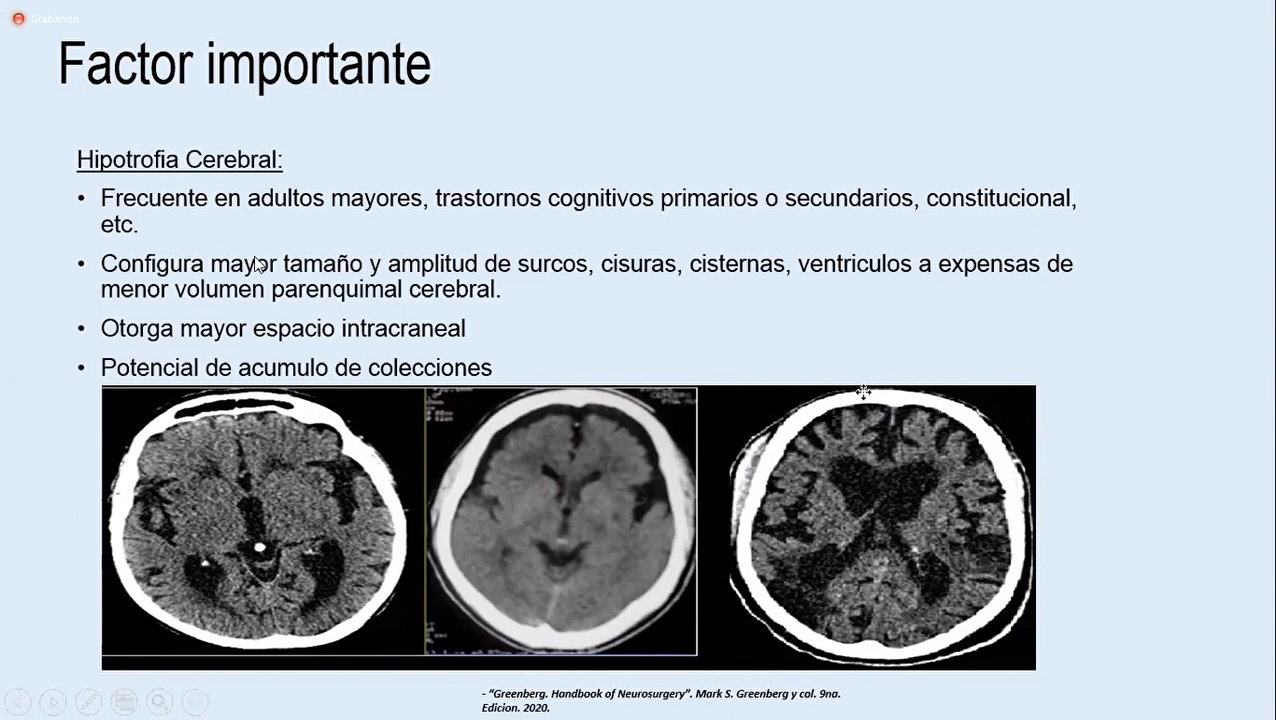 Grabando
Factor importante
Hipotrofia Cerebral:
• Frecuente en adultos mayores, trastornos cognitivos primarios o secundarios, constitucional,
etc.
• Configura mayor tamaño y amplitud de surcos, cisuras, cisternas, ventriculos a expensas de
menor volumen parenquimal cerebral.
• Otorga mayor espacio intracraneal
• Potencial de acumulo de colecciones
- "Greenberg. Handbook of Neurosurgery". Mark S. Greenberg y col. 9na.
Edicion. 2020.